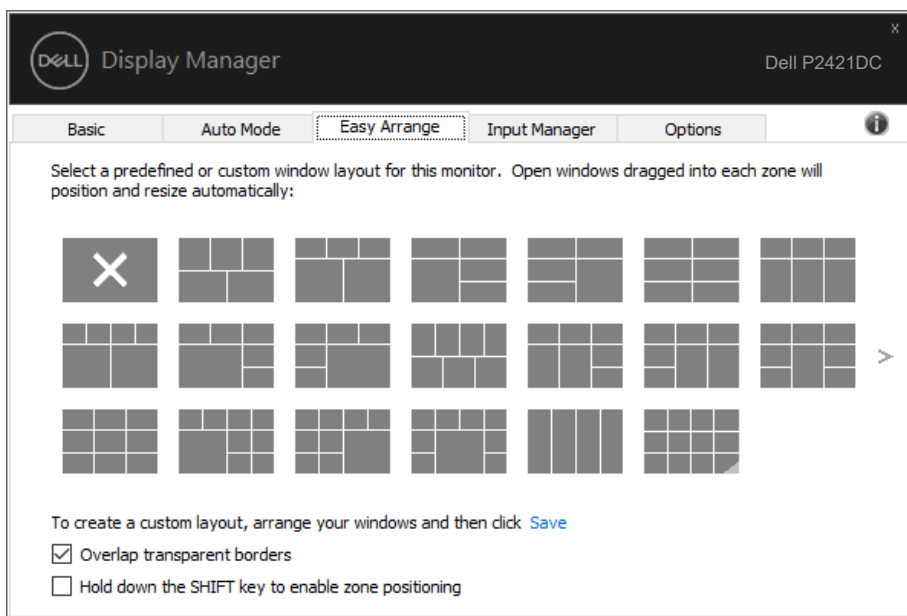 x
DELL Display Manager
Dell P2421DC
Basic Auto Mode Easy Arrange Input Manager Options
Select a predefined or custom window layout for this monitor. Open windows dragged into each zone will
position and resize automatically:
>
To create a custom layout, arrange your windows and then click Save
Overlap transparent borders
Hold down the SHIFT key to enable zone positioning